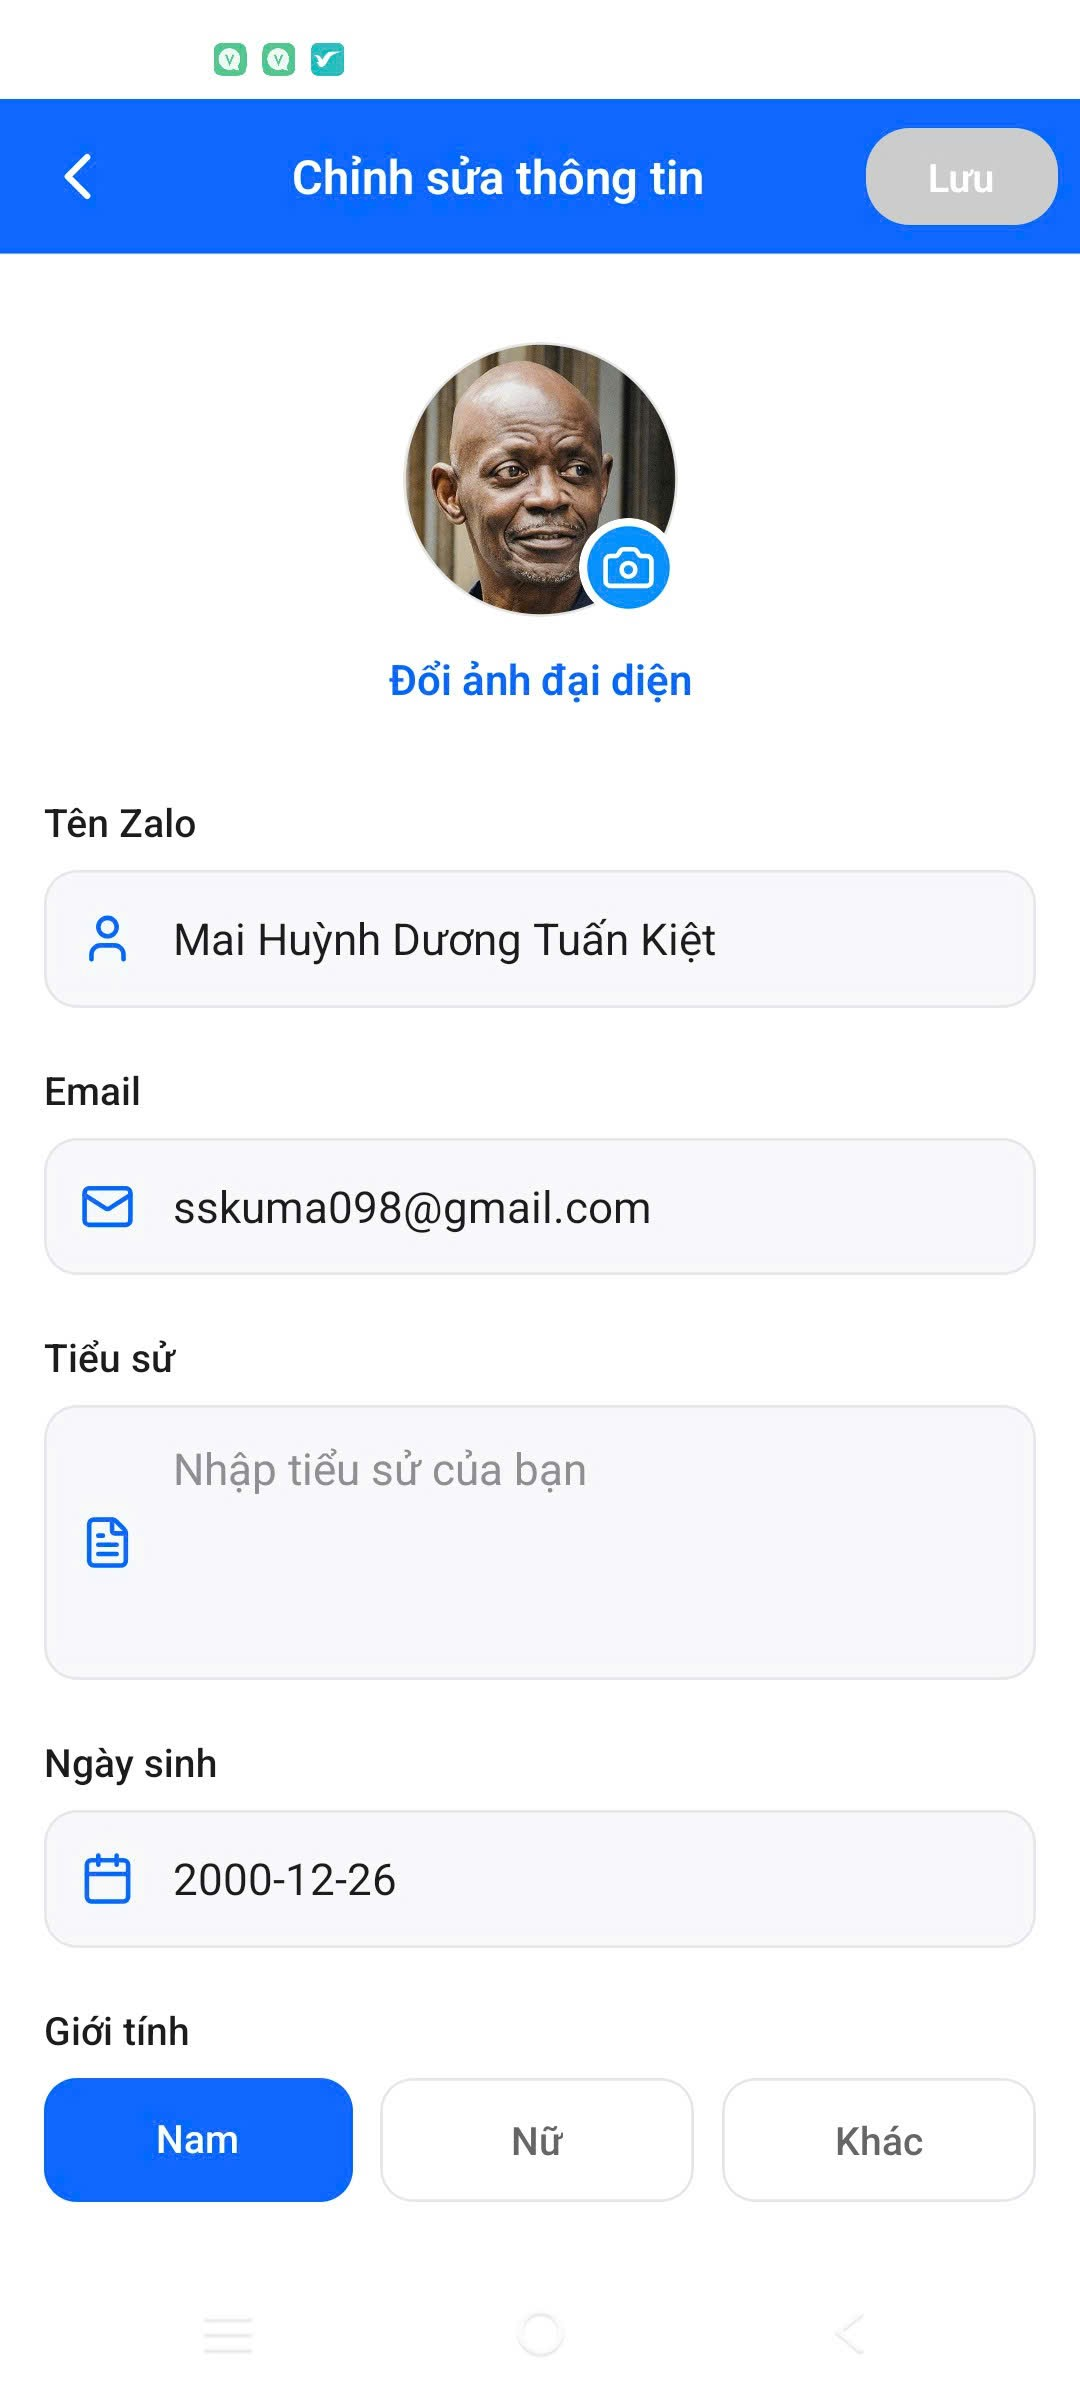 Chỉnh sửa thông tin
Lưu
Đổi ảnh đại diện
Tên Zalo
Mai Huỳnh Dương Tuấn Kiệt
Email
sskuma098@gmail.com
Tiểu sử
Nhập tiểu sử của bạn
Ngày sinh
2000-12-26
Giới tính
Nam
Nữ
Khác